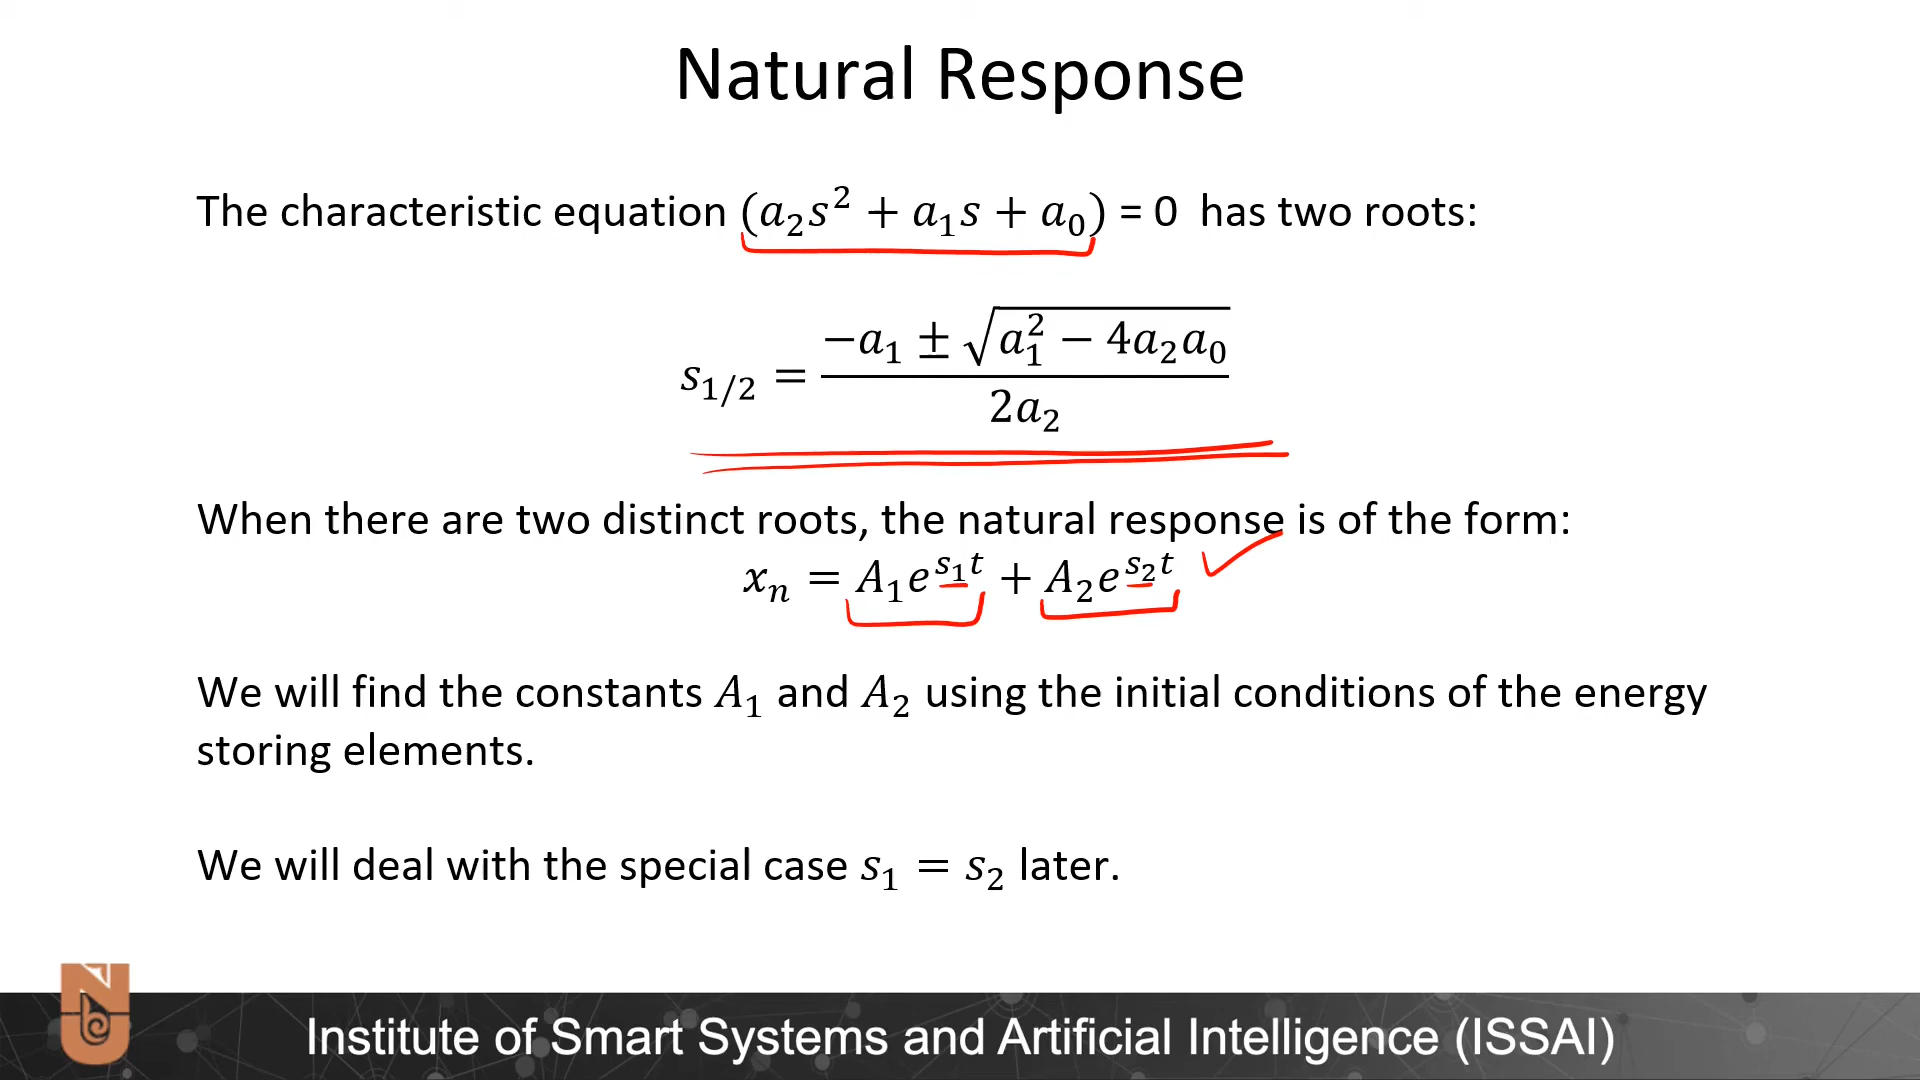 Natural Response
The characteristic equation (a₂s² + a₁s + a₀) = 0 has two roots:
s₁/₂ = (−a₁ ± √(a₁² − 4a₂a₀)) / 2a₂
When there are two distinct roots, the natural response is of the form:
xₙ = A₁e^(s₁t) + A₂e^(s₂t)
We will find the constants A₁ and A₂ using the initial conditions of the energy
storing elements.
We will deal with the special case s₁ = s₂ later.
Institute of Smart Systems and Artificial Intelligence (ISSAI)